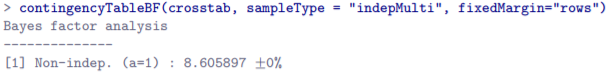 > contingencyTableBF(crosstab, sampleType = "indepMulti", fixedMargin="rows")
Bayes factor analysis
--------------
[1] Non-indep. (a=1) : 8.605897 ±0%